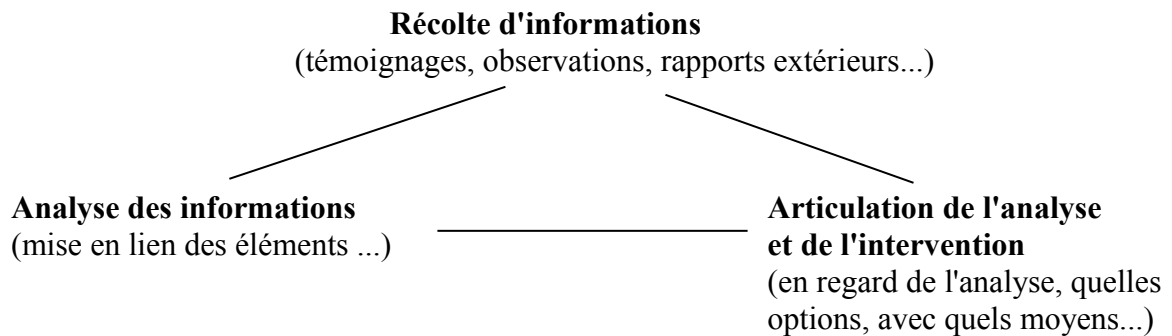 Récolte d'informations
(témoignages, observations, rapports extérieurs...)
Analyse des informations
(mise en lien des éléments ...)
Articulation de l'analyse
et de l'intervention
(en regard de l'analyse, quelles
options, avec quels moyens...)